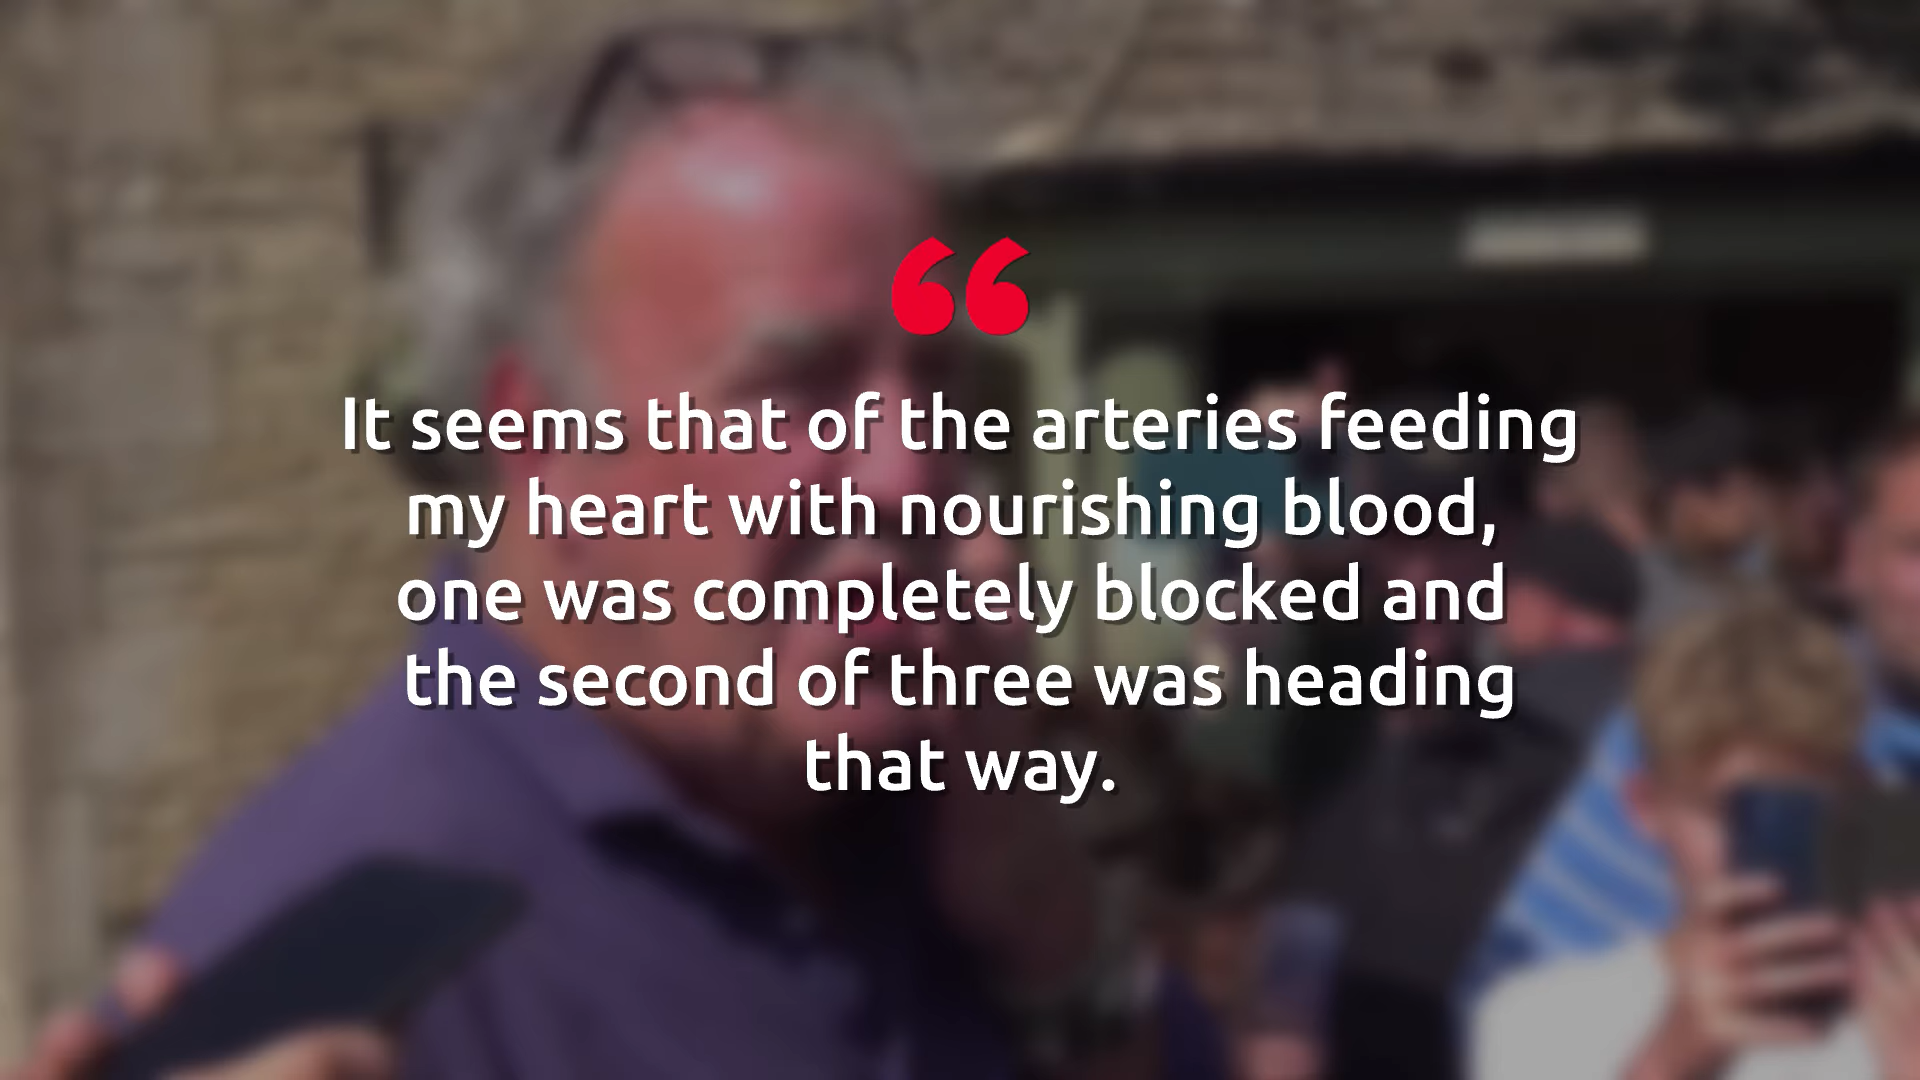 “
It seems that of the arteries feeding
my heart with nourishing blood,
one was completely blocked and
the second of three was heading
that way.